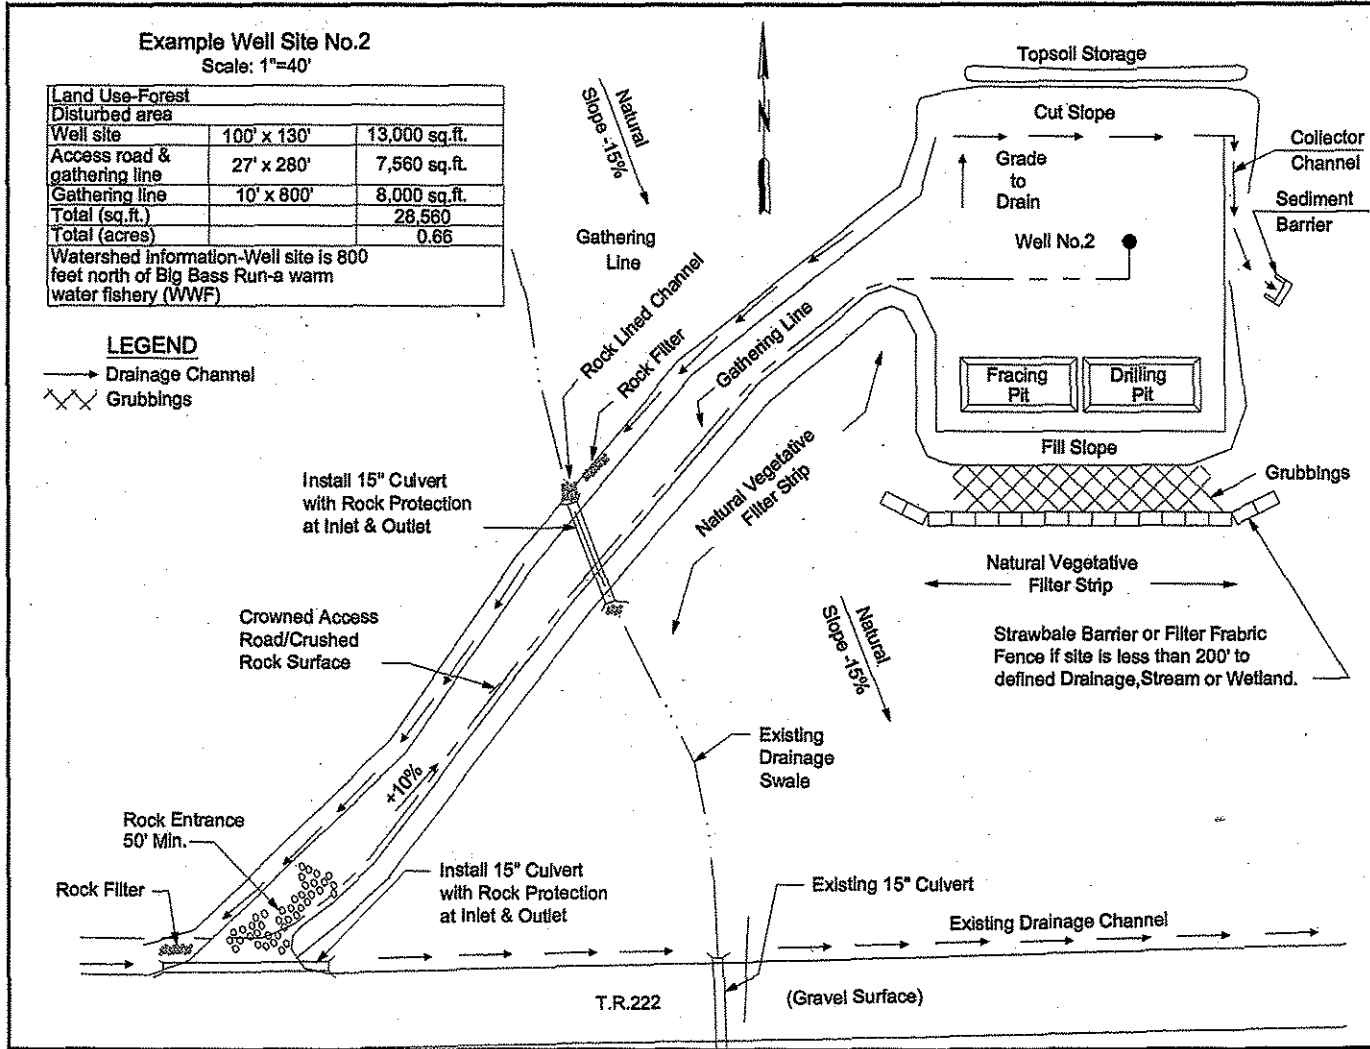 Example Well Site No.2
Scale: 1"=40'
Land Use-Forest
Disturbed area
Well site 100' x 130' 13,000 sq.ft.
Access road & gathering line 27' x 280' 7,560 sq.ft.
Gathering line 10' x 800' 8,000 sq.ft.
Total (sq.ft.) 28,560
Total (acres) 0.66
Watershed information-Well site is 800
feet north of Big Bass Run-a warm
water fishery (WWF)
LEGEND
Drainage Channel
Grubbings
Natural
Slope -15%
N
Gathering
Line
Topsoil Storage
Cut Slope
Grade
to
Drain
Collector
Channel
Sediment
Barrier
Well No.2
Rock Lined Channel
Rock Filter
Gathering Line
Fracing
Pit
Drilling
Pit
Fill Slope
Grubbings
Install 15" Culvert
with Rock Protection
at Inlet & Outlet
Natural Vegetative
Filter Strip
Natural Vegetative
Filter Strip
Natural
Slope -15%
Strawbale Barrier or Filter Frabric
Fence if site is less than 200' to
defined Drainage,Stream or Wetland.
Crowned Access
Road/Crushed
Rock Surface
Existing
Drainage
Swale
+10%
Rock Entrance
50' Min.
Rock Filter
Install 15" Culvert
with Rock Protection
at Inlet & Outlet
Existing 15" Culvert
Existing Drainage Channel
T.R.222
(Gravel Surface)